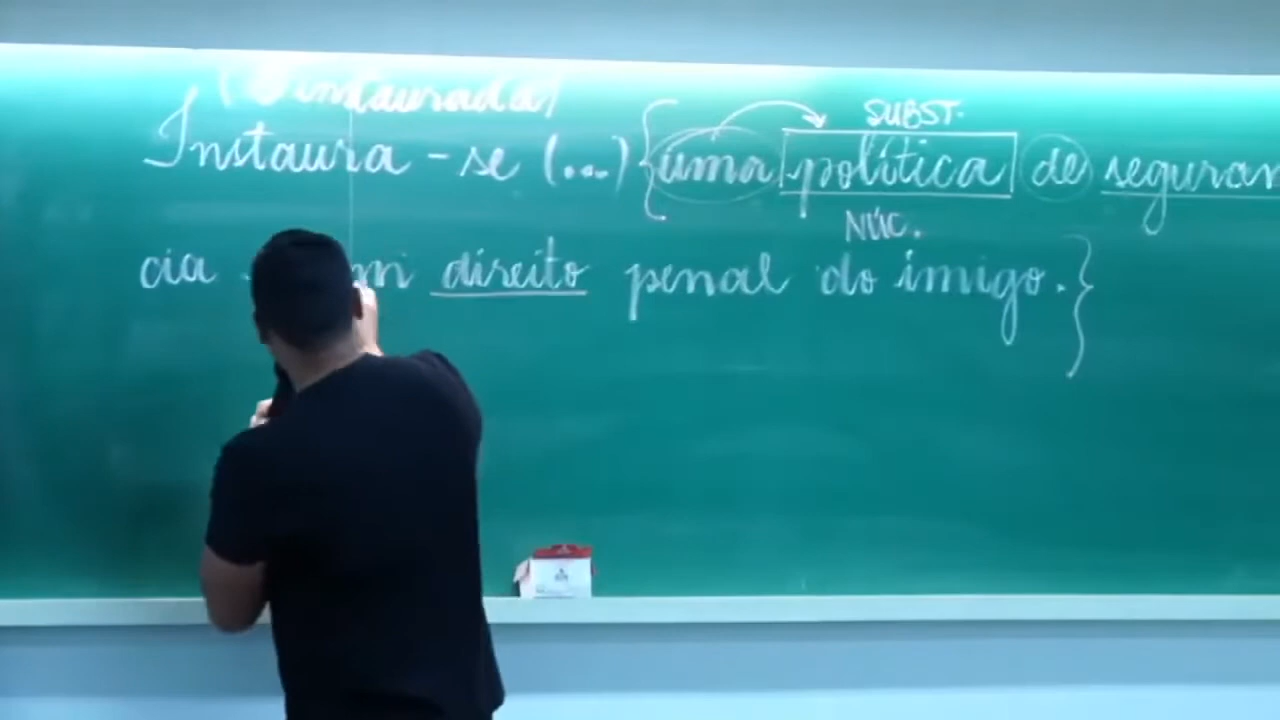 instaurada)
SUBST.
Instaura-se (...) {uma política de seguran
NÚC.
cia direito penal do imigo.}